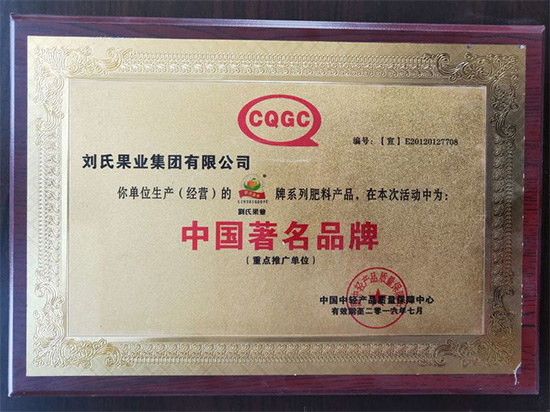 CQGC
编号:【宣】E20120127708
刘氏果业集团有限公司
你单位生产(经营)的 牌系列肥料产品,在本次活动中为:
劉氏果業
中国著名品牌
(重点推广单位)
中国中轻产品质量保障中心
有效期至二零一六年七月